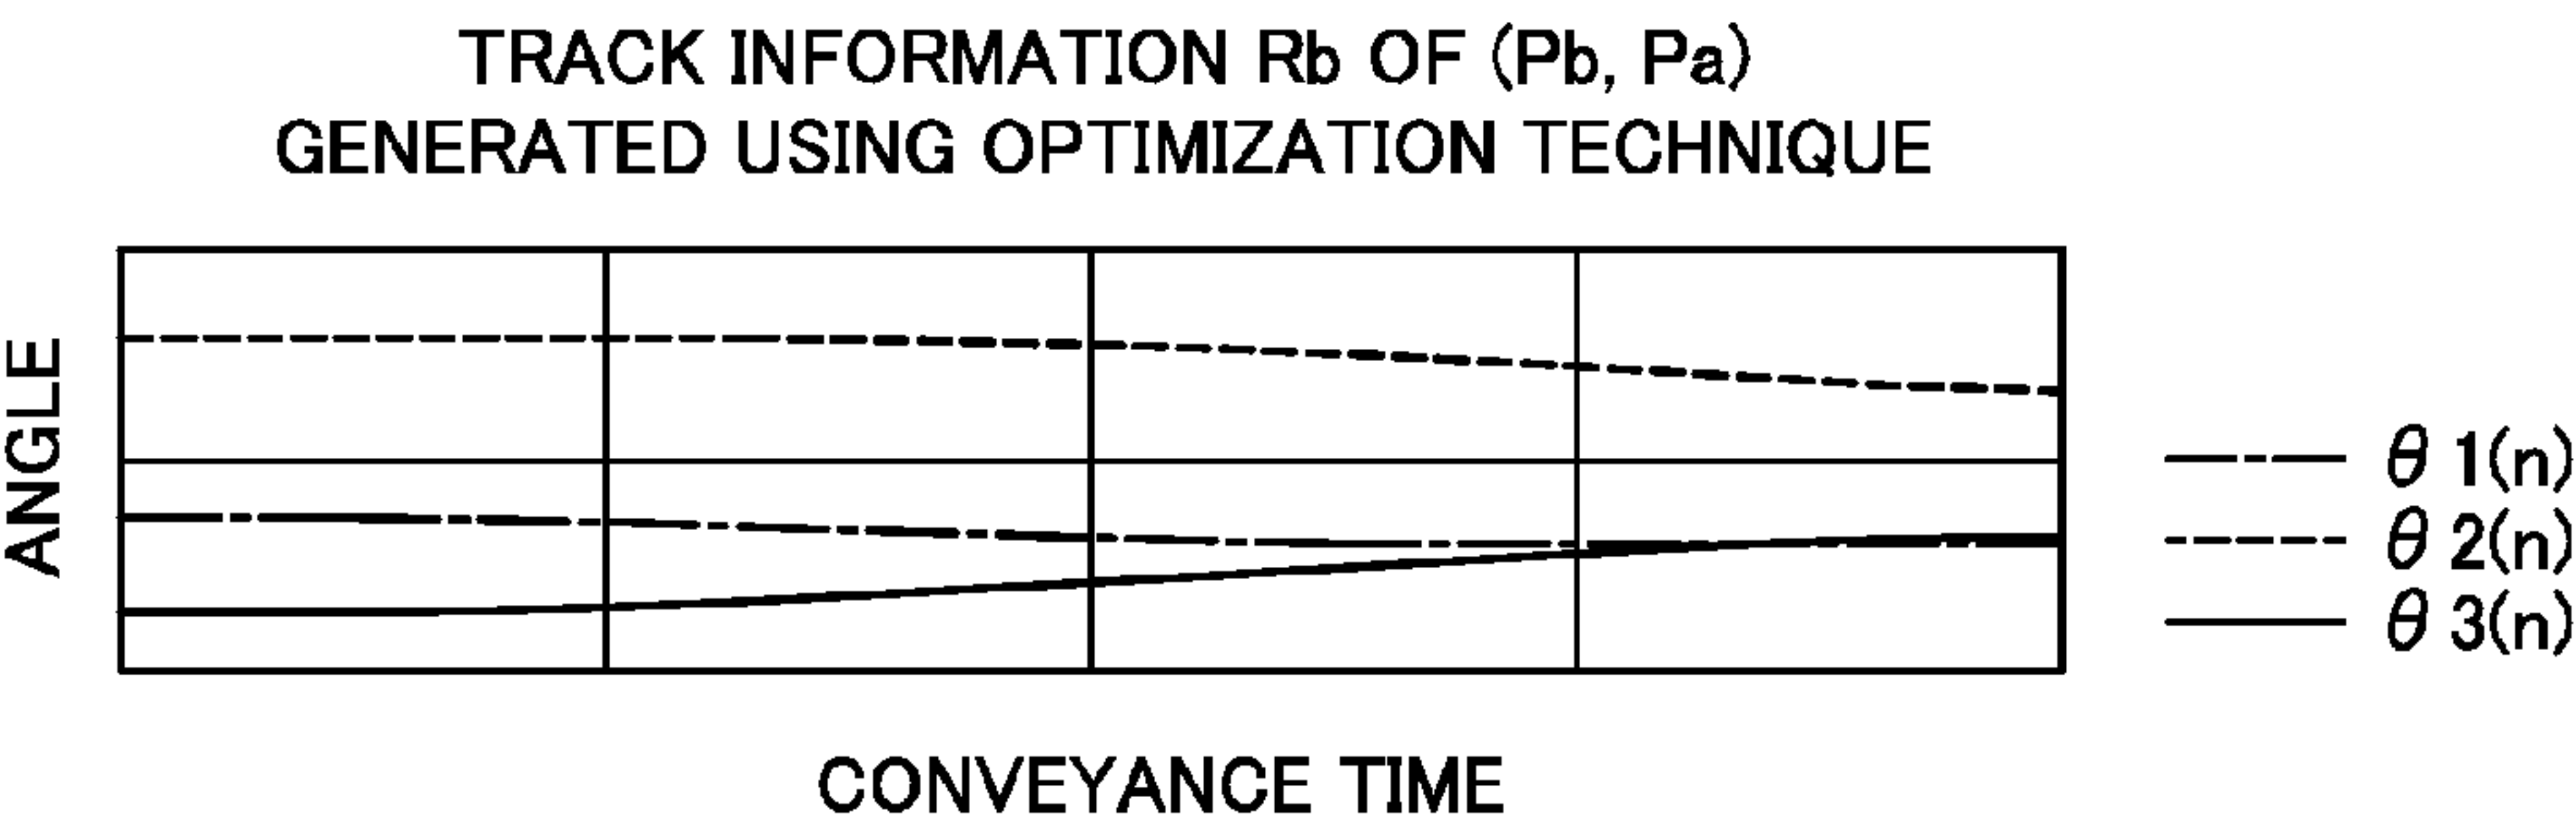 TRACK INFORMATION Rb OF (Pb, Pa)
GENERATED USING OPTIMIZATION TECHNIQUE
ANGLE
θ 1(n)
θ 2(n)
θ 3(n)
CONVEYANCE TIME